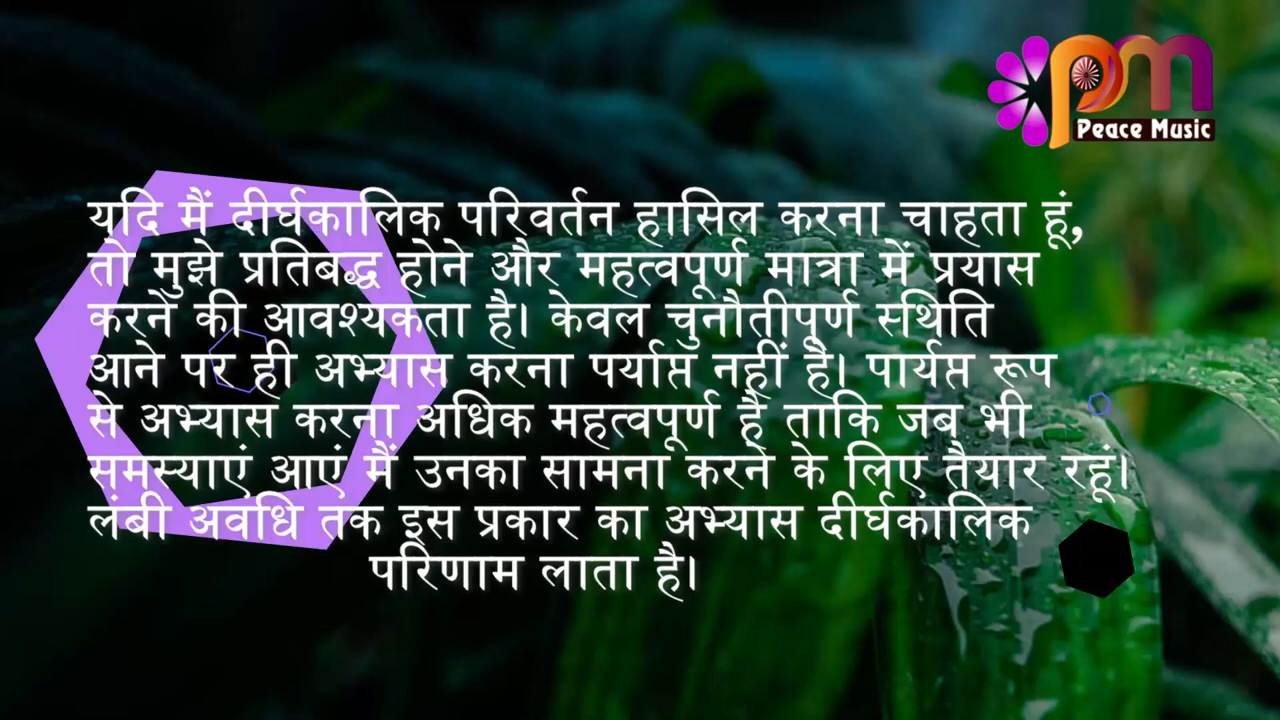 pm
Peace Music
यदि मैं दीर्घकालिक परिवर्तन हासिल करना चाहता हूं,
तो मुझे प्रतिबद्ध होने और महत्वपूर्ण मात्रा में प्रयास
करने की आवश्यकता है। केवल चुनौतीपूर्ण स्थिति
आने पर ही अभ्यास करना पर्याप्त नहीं है। पार्यप्त रूप
से अभ्यास करना अधिक महत्वपूर्ण है ताकि जब भी
समस्याएं आएं मैं उनका सामना करने के लिए तैयार रहूं।
लंबी अवधि तक इस प्रकार का अभ्यास दीर्घकालिक
परिणाम लाता है।